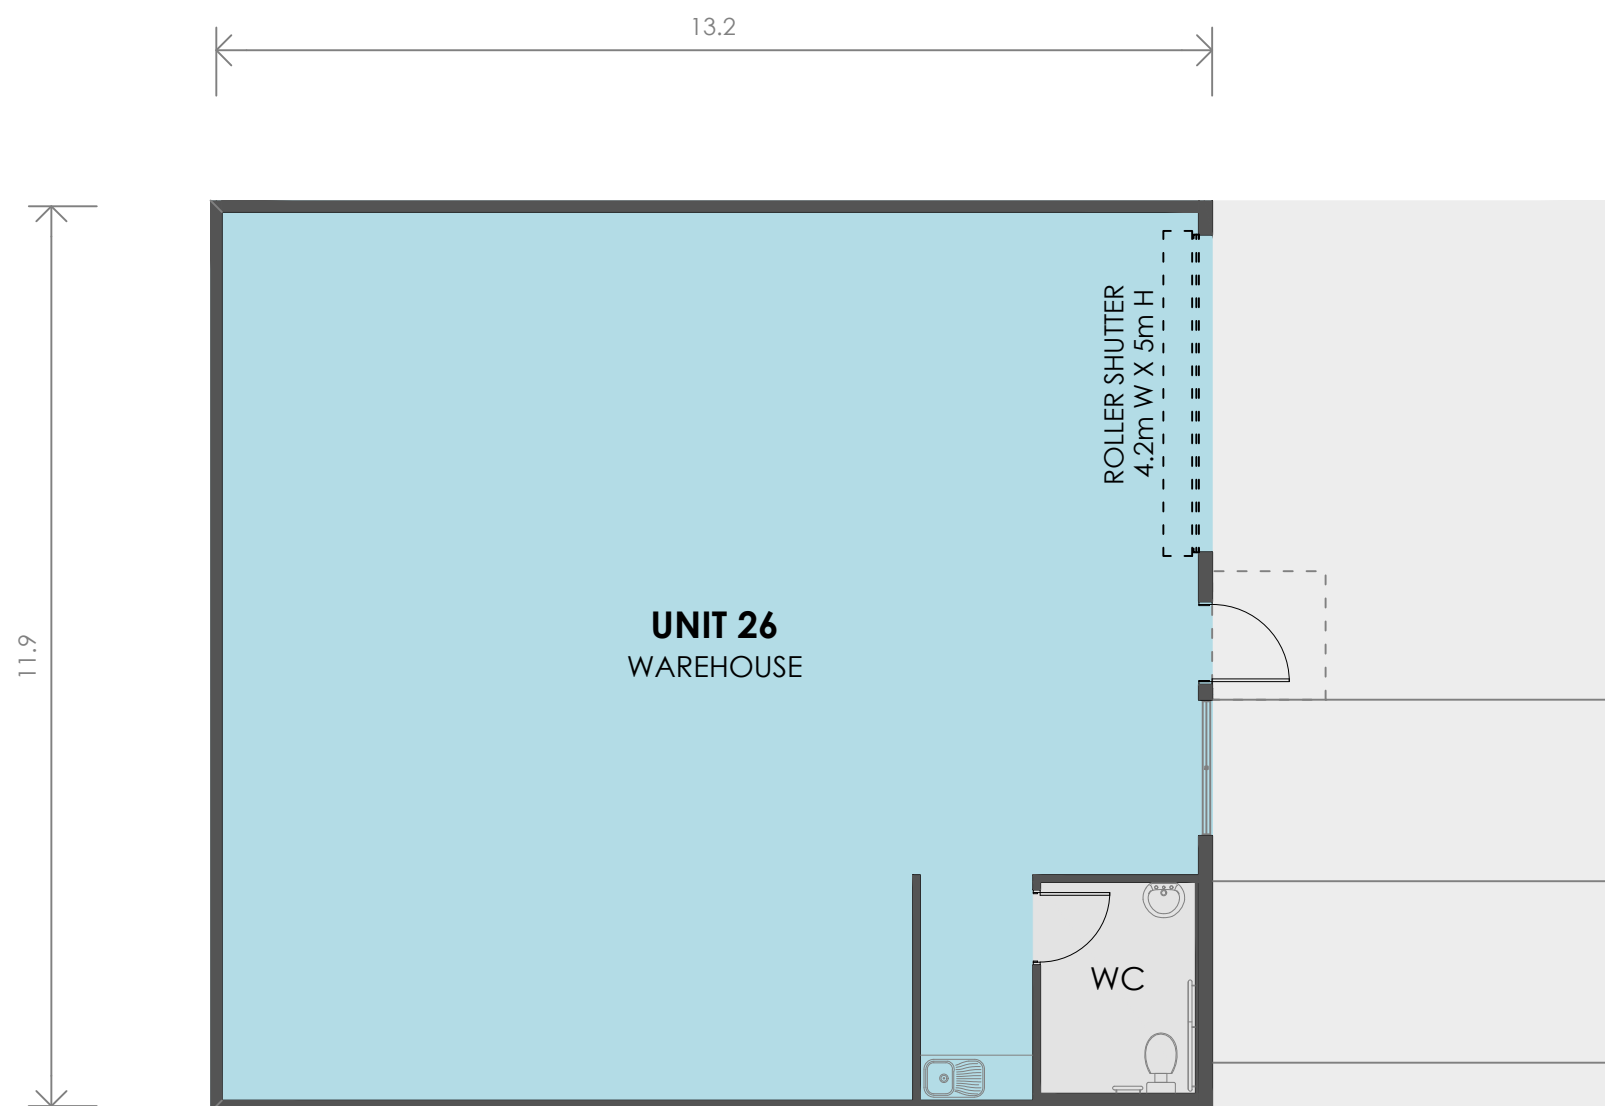 13.2
11.9
ROLLER SHUTTER
4.2m W X 5m H
UNIT 26
WAREHOUSE
WC